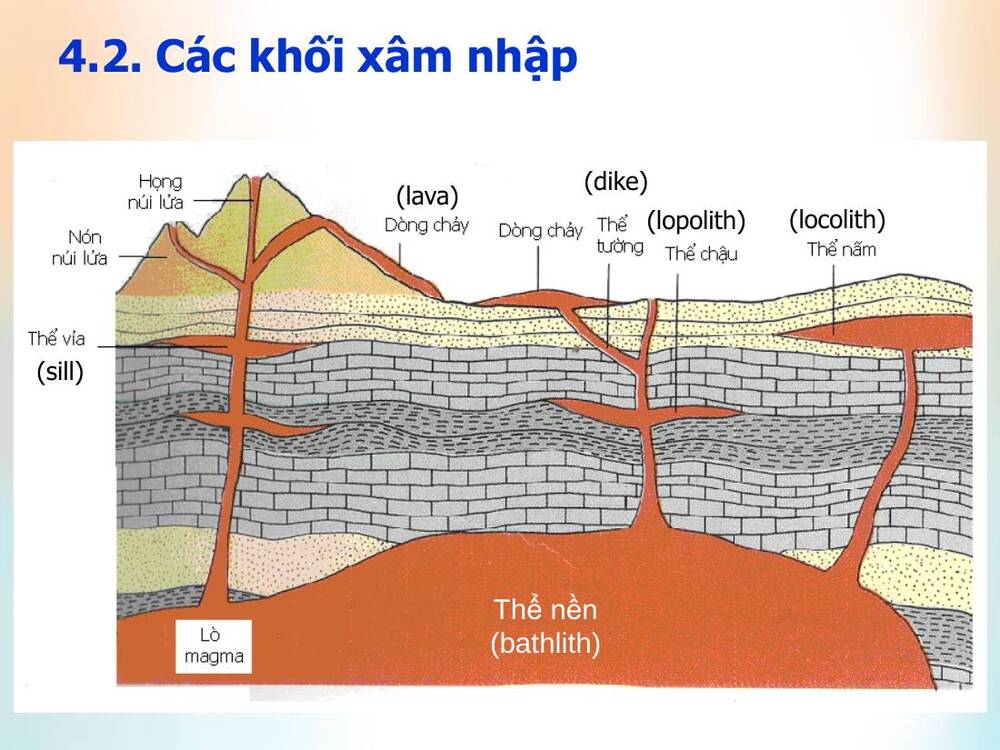 4.2. Các khối xâm nhập
Họng
núi lửa
Nón
núi lửa
(lava)
Dòng chảy
Dòng chảy
(dike)
Thể
tường
(lopolith)
Thể chậu
(locolith)
Thể nấm
Thể vỉa
(sill)
Thể nền
(bathlith)
Lò
magma